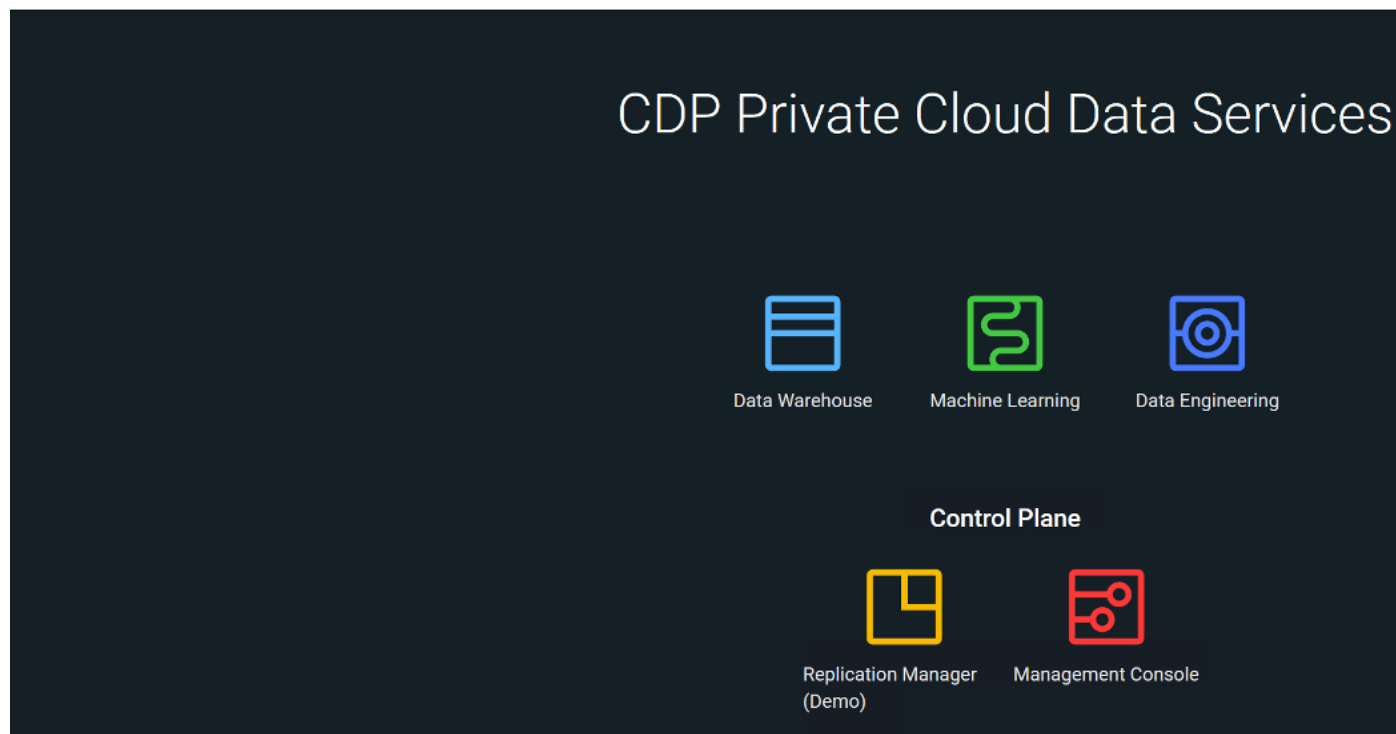 CDP Private Cloud Data Services
Data Warehouse
Machine Learning
Data Engineering
Control Plane
Replication Manager
(Demo)
Management Console